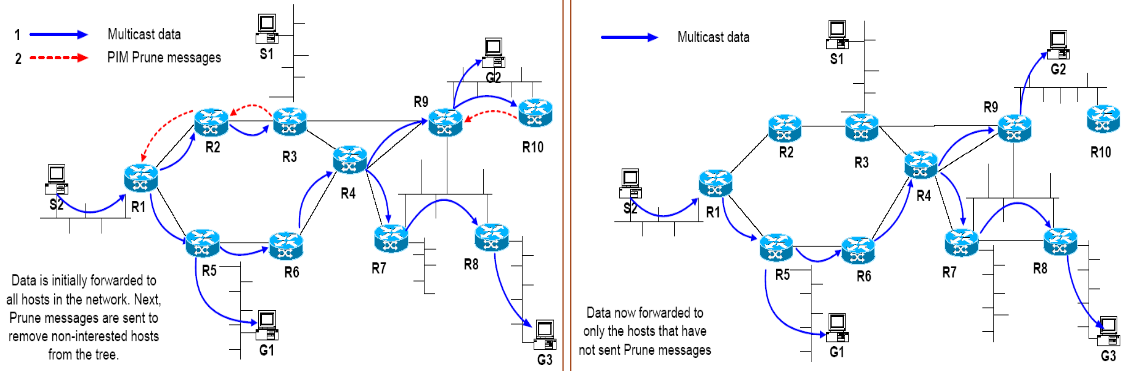 1 Multicast data
2 PIM Prune messages
S1
G2
R9
R2
R3
R10
R4
S2
R1
R5
R6
R7
R8
Data is initially forwarded to
all hosts in the network. Next,
Prune messages are sent to
remove non-interested hosts
from the tree.
G1
G3
Multicast data
S1
G2
R9
R2
R3
R10
R4
S2
R1
R5
R6
R7
R8
Data now forwarded to
only the hosts that have
not sent Prune messages
G1
G3